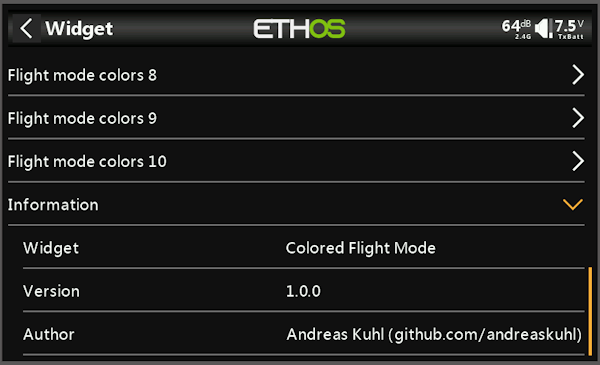 Widget
ETHOS
64dB
2.4G
7.5V
TxBatt
Flight mode colors 8
Flight mode colors 9
Flight mode colors 10
Information
Widget Colored Flight Mode
Version 1.0.0
Author Andreas Kuhl (github.com/andreaskuhl)